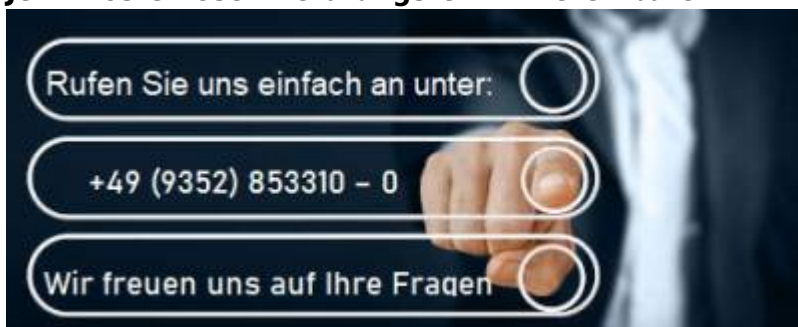 Rufen Sie uns einfach an unter:
+49 (9352) 853310 – 0
Wir freuen uns auf Ihre Fragen